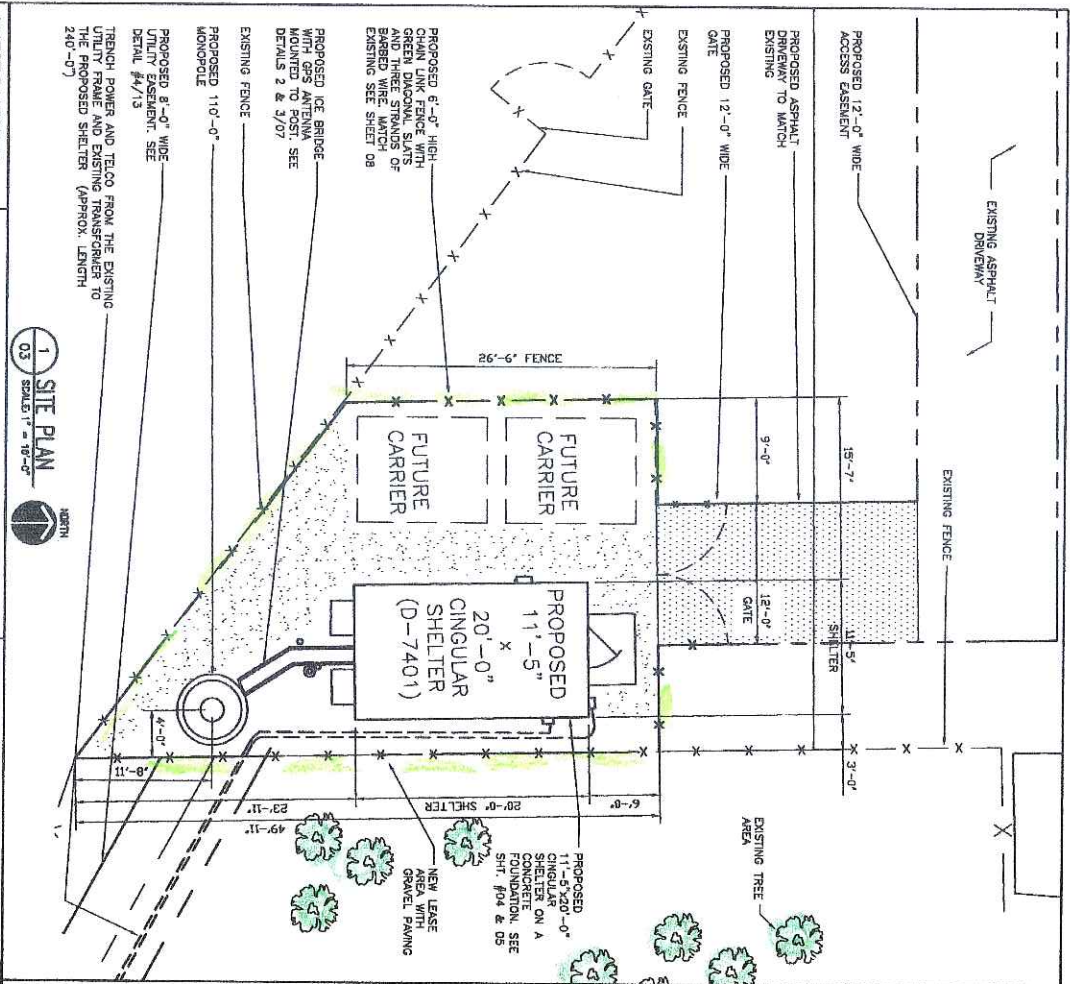 EXISTING ASPHALT
DRIVEWAY
PROPOSED 12'-0" WIDE
ACCESS EASEMENT
PROPOSED ASPHALT
DRIVEWAY TO MATCH
EXISTING
PROPOSED 12'-0" WIDE
GATE
EXISTING FENCE
EXISTING GATE
PROPOSED 6'-0" HIGH
CHAIN LINK FENCE WITH
GREEN DIAGONAL SLATS
AND THREE STRANDS OF
BARBED WIRE. MATCH
EXISTING SEE SHEET 08
PROPOSED ICE BRIDGE
WITH GPS ANTENNA
MOUNTED TO POST. SEE
DETAILS 2 & 3/07
EXISTING FENCE
PROPOSED 110'-0"
MONOPOLE
PROPOSED 8'-0" WIDE
UTILITY EASEMENT. SEE
DETAIL #4/13
TRENCH POWER AND TELCO FROM THE EXISTING
UTILITY FRAME AND EXISTING TRANSFORMER TO
THE PROPOSED SHELTER (APPROX. LENGTH
240'-0")
EXISTING FENCE
15'-7"
11'-5"
SHELTER
3'-0"
9'-0"
12'-0"
GATE
26'-6" FENCE
FUTURE
CARRIER
FUTURE
CARRIER
PROPOSED
11'-5"
x
20'-0"
CINGULAR
SHELTER
(D-7401)
4'-0"
11'-8"
6'-0"
20'-0" SHELTER
23'-11"
49'-11"
EXISTING TREE
AREA
PROPOSED
11'-5"x20'-0"
CINGULAR
SHELTER ON A
CONCRETE
FOUNDATION. SEE
SHT. #04 & 05
NEW LEASE
AREA WITH
GRAVEL PAVING
1
03
SITE PLAN
SCALE: 1" = 10'-0"
NORTH